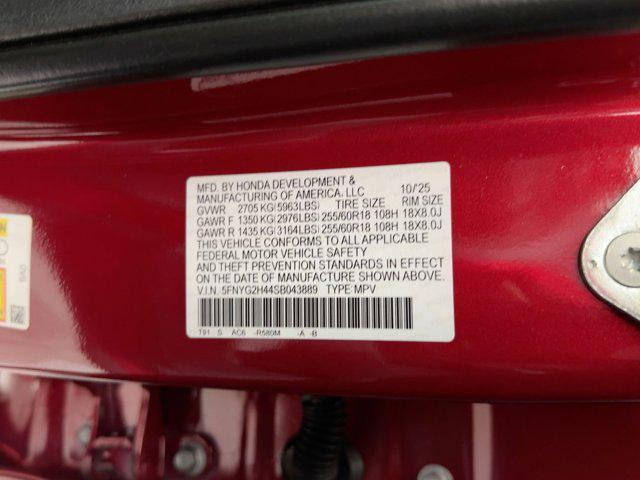 MFD. BY HONDA DEVELOPMENT &
MANUFACTURING OF AMERICA, LLC 10/'25
GVWR 2705 KG(5963LBS) TIRE SIZE RIM SIZE
GAWR F 1350 KG(2976LBS) 255/60R18 108H 18X8.0J
GAWR R 1435 KG(3164LBS) 255/60R18 108H 18X8.0J
THIS VEHICLE CONFORMS TO ALL APPLICABLE
FEDERAL MOTOR VEHICLE SAFETY
AND THEFT PREVENTION STANDARDS IN EFFECT
ON THE DATE OF MANUFACTURE SHOWN ABOVE.
V.I.N. 5FNYG2H44SB043889 TYPE:MPV
T91 S AC6 -R580M -A -B